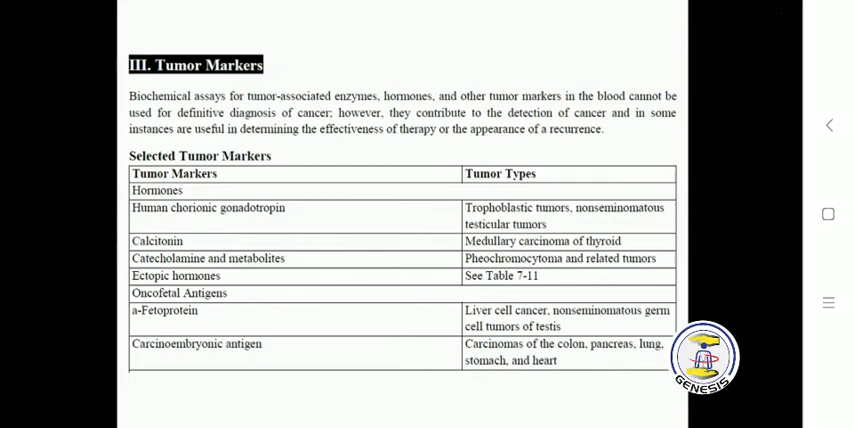 III. Tumor Markers
Biochemical assays for tumor-associated enzymes, hormones, and other tumor markers in the blood cannot be
used for definitive diagnosis of cancer; however, they contribute to the detection of cancer and in some
instances are useful in determining the effectiveness of therapy or the appearance of a recurrence.
Selected Tumor Markers
Tumor Markers Tumor Types
Hormones
Human chorionic gonadotropin Trophoblastic tumors, nonseminomatous
testicular tumors
Calcitonin Medullary carcinoma of thyroid
Catecholamine and metabolites Pheochromocytoma and related tumors
Ectopic hormones See Table 7-11
Oncofetal Antigens
a-Fetoprotein Liver cell cancer, nonseminomatous germ
cell tumors of testis
Carcinoembryonic antigen Carcinomas of the colon, pancreas, lung,
stomach, and heart
GENESIS